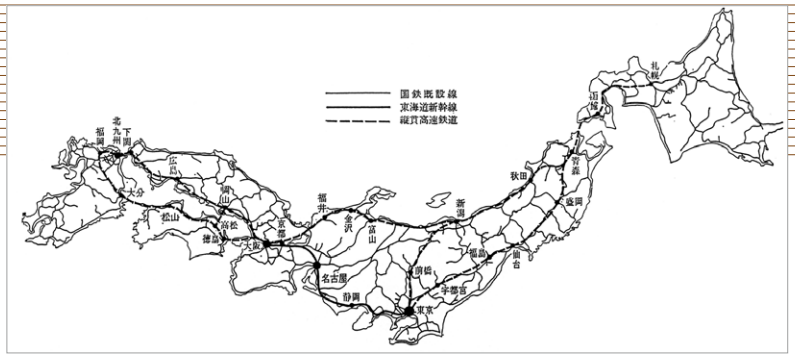 国鉄既設線
東海道新幹線
縦貫高速鉄道
札幌
函館
青森
秋田
盛岡
新潟
仙台
福島
福井
金沢
富山
前橋
宇都宮
東京
静岡
名古屋
京都
大阪
岡山
広島
下関
北九州
福岡
大分
松山
高松
徳島